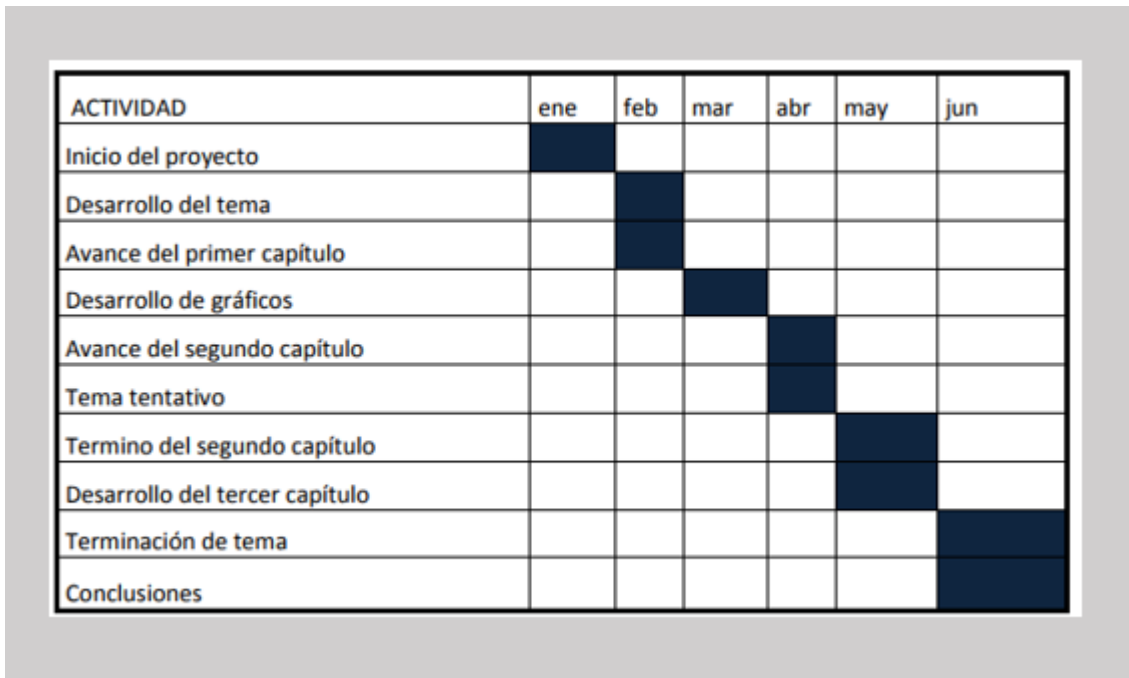 ACTIVIDAD ene feb mar abr may jun
Inicio del proyecto
Desarrollo del tema
Avance del primer capítulo
Desarrollo de gráficos
Avance del segundo capítulo
Tema tentativo
Termino del segundo capítulo
Desarrollo del tercer capítulo
Terminación de tema
Conclusiones